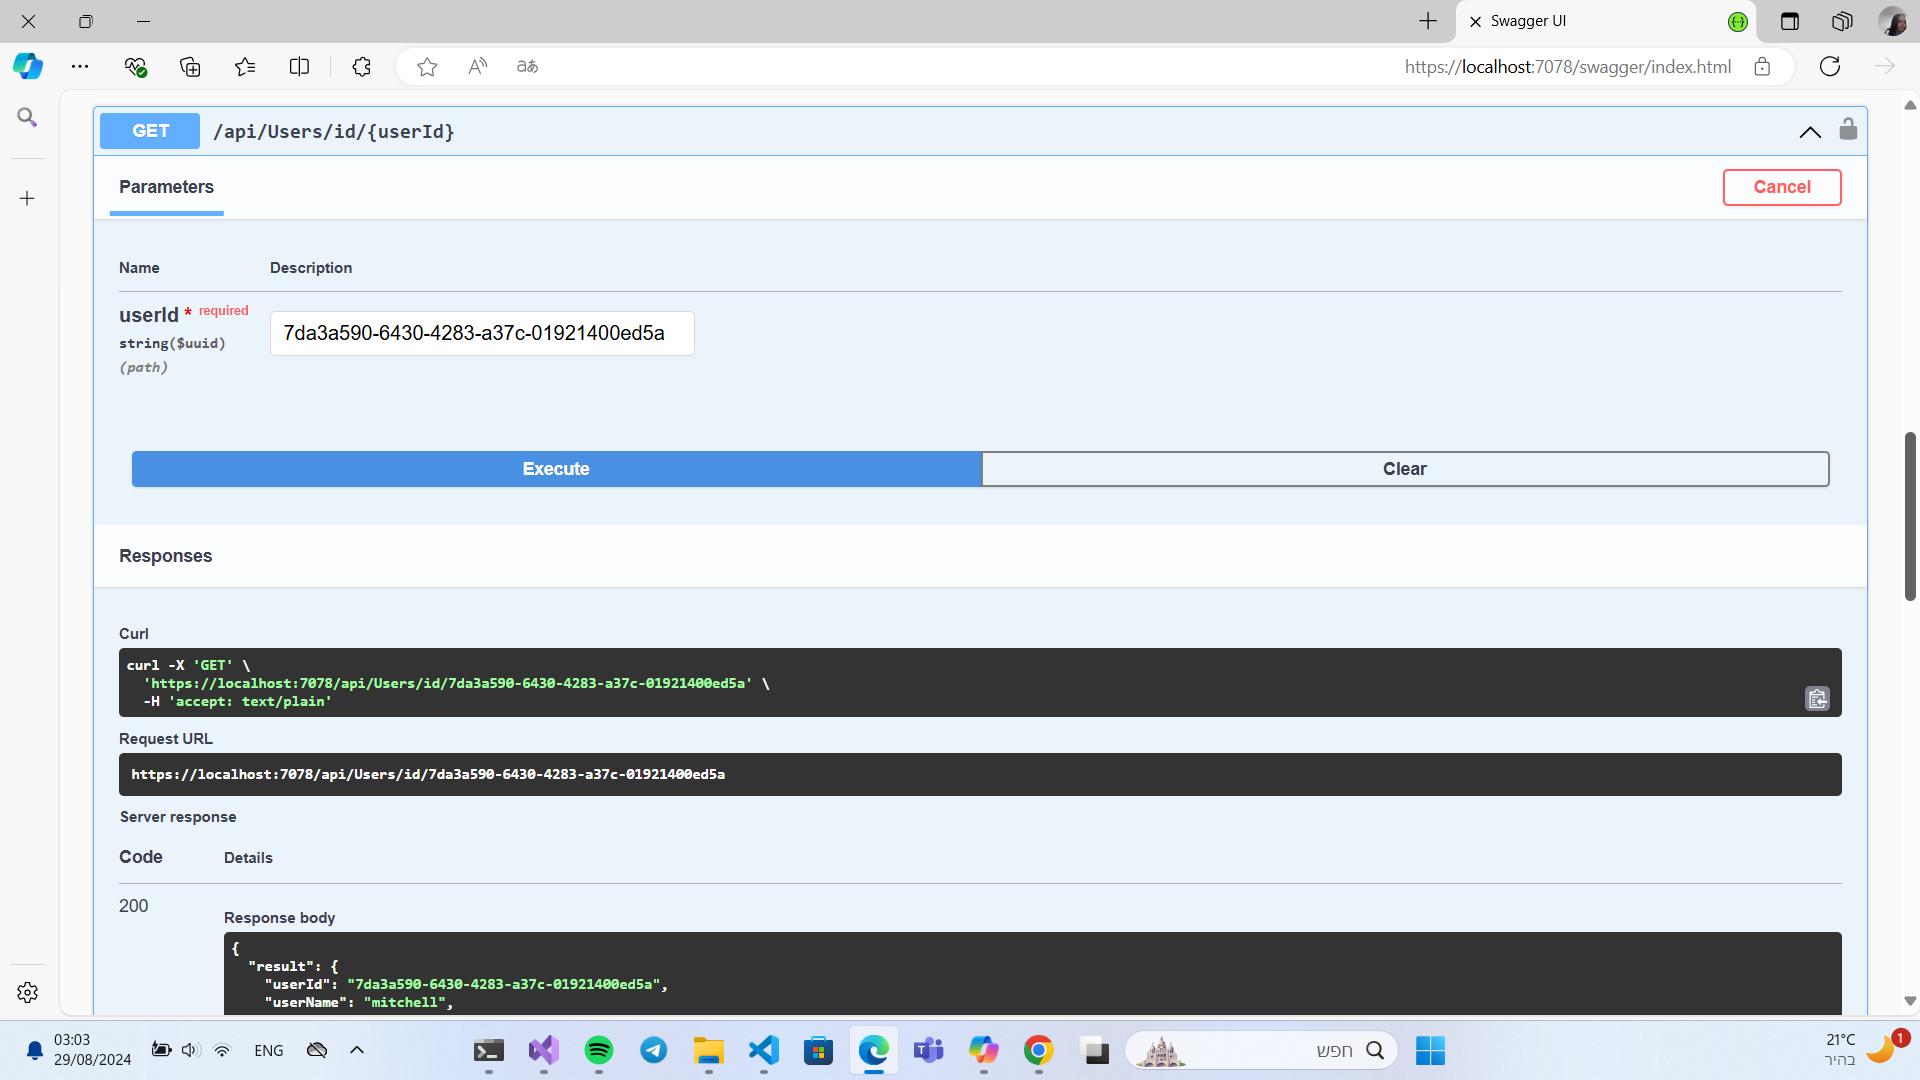 Swagger UI
https://localhost:7078/swagger/index.html
GET /api/Users/id/{userId}
Parameters
Cancel
Name Description
userId * required
string($uuid)
(path)
7da3a590-6430-4283-a37c-01921400ed5a
Execute Clear
Responses
Curl
curl -X 'GET' \
'https://localhost:7078/api/Users/id/7da3a590-6430-4283-a37c-01921400ed5a' \
-H 'accept: text/plain'
Request URL
https://localhost:7078/api/Users/id/7da3a590-6430-4283-a37c-01921400ed5a
Server response
Code Details
200
Response body
{
"result": {
"userId": "7da3a590-6430-4283-a37c-01921400ed5a",
"userName": "mitchell",
03:03
29/08/2024
ENG
חפש
21°C
בהיר
1